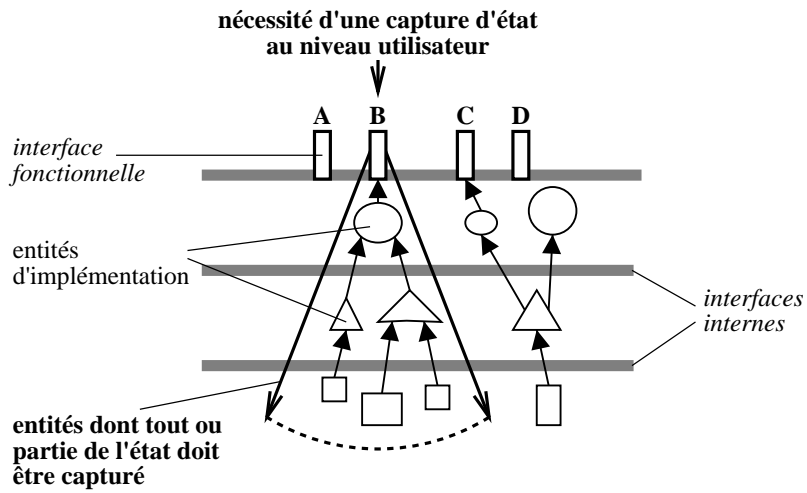 nécessité d'une capture d'état
au niveau utilisateur
A
B
C
D
interface
fonctionnelle
entités
d'implémentation
interfaces
internes
entités dont tout ou
partie de l'état doit
être capturé